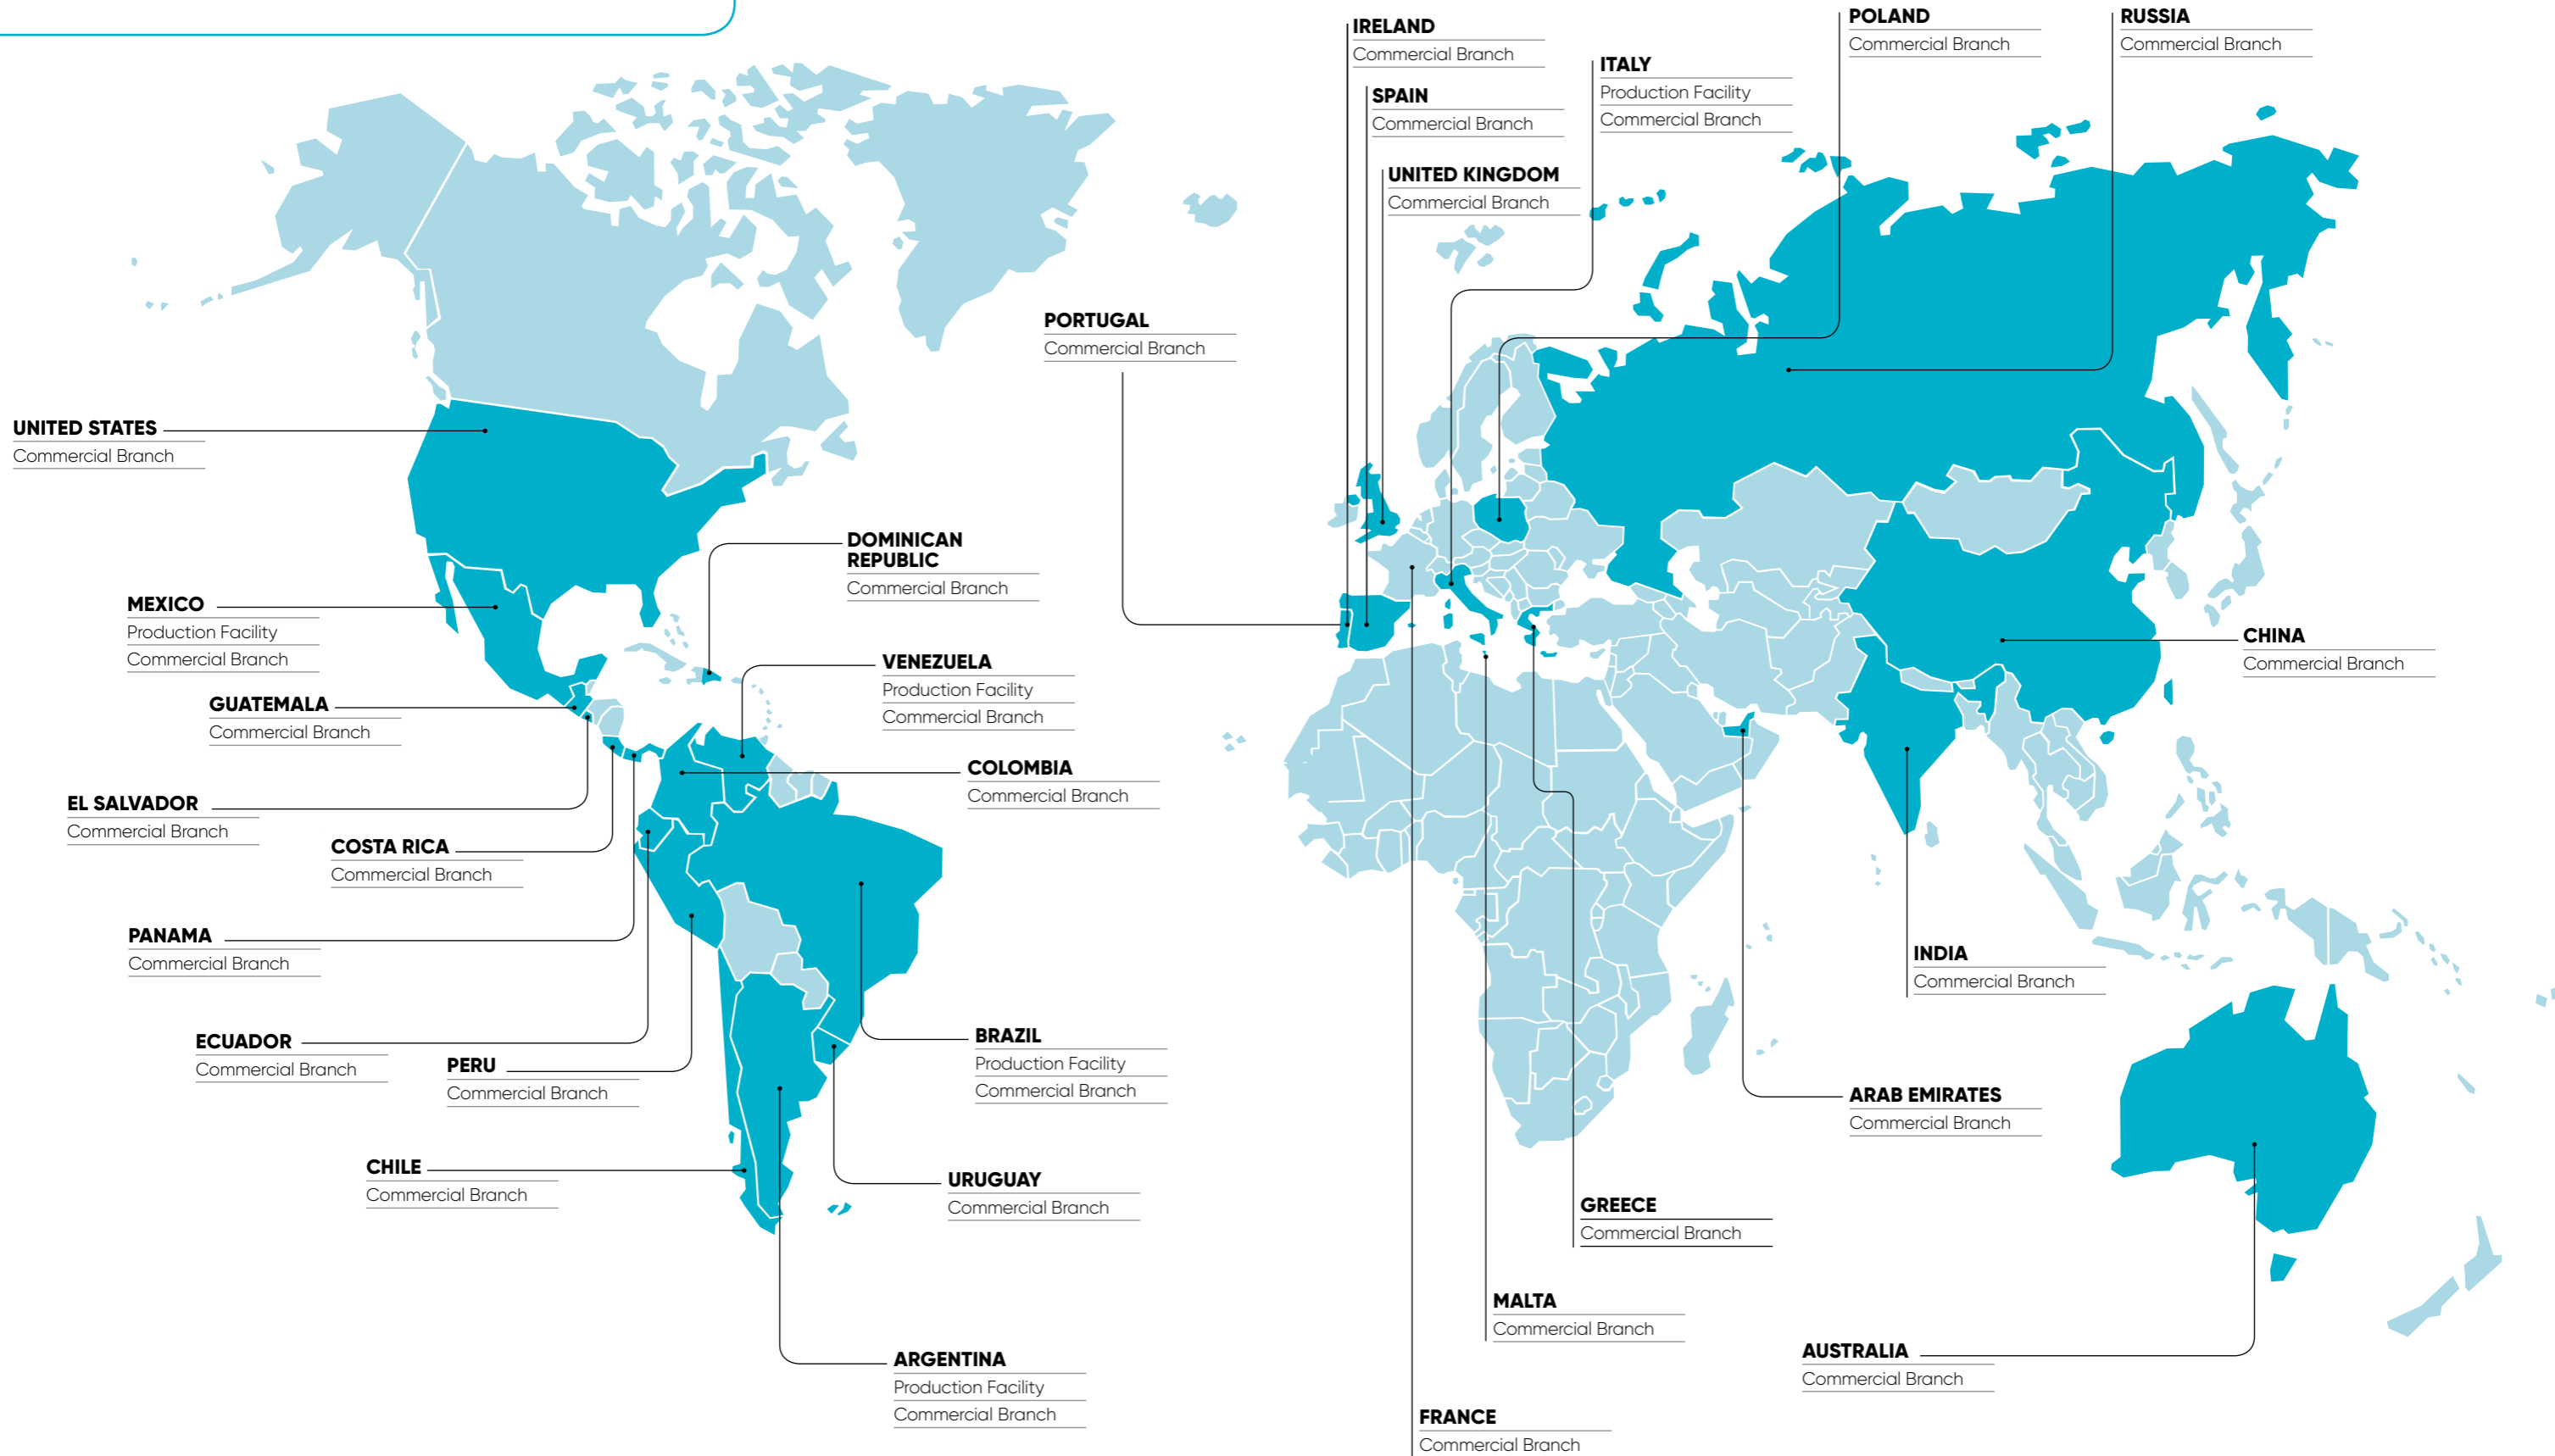 IRELAND
Commercial Branch
POLAND
Commercial Branch
RUSSIA
Commercial Branch
ITALY
Production Facility
Commercial Branch
SPAIN
Commercial Branch
UNITED KINGDOM
Commercial Branch
PORTUGAL
Commercial Branch
UNITED STATES
Commercial Branch
DOMINICAN
REPUBLIC
Commercial Branch
MEXICO
Production Facility
Commercial Branch
CHINA
Commercial Branch
VENEZUELA
Production Facility
Commercial Branch
GUATEMALA
Commercial Branch
COLOMBIA
Commercial Branch
EL SALVADOR
Commercial Branch
COSTA RICA
Commercial Branch
PANAMA
Commercial Branch
INDIA
Commercial Branch
ECUADOR
Commercial Branch
PERU
Commercial Branch
BRAZIL
Production Facility
Commercial Branch
ARAB EMIRATES
Commercial Branch
CHILE
Commercial Branch
URUGUAY
Commercial Branch
GREECE
Commercial Branch
MALTA
Commercial Branch
AUSTRALIA
Commercial Branch
ARGENTINA
Production Facility
Commercial Branch
FRANCE
Commercial Branch